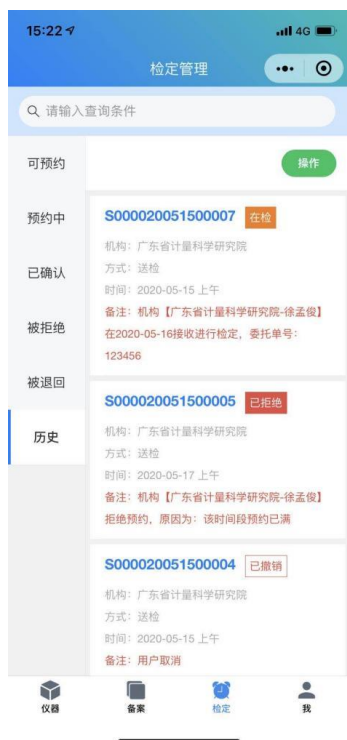 15:22
4G
检定管理
请输入查询条件
可预约
操作
预约中
已确认
被拒绝
被退回
历史
S000020051500007 在检
机构：广东省计量科学研究院
方式：送检
时间：2020-05-15 上午
备注：机构【广东省计量科学研究院-徐孟俊】
在2020-05-16接收进行检定，委托单号：
123456
S000020051500005 已拒绝
机构：广东省计量科学研究院
方式：送检
时间：2020-05-17 上午
备注：机构【广东省计量科学研究院-徐孟俊】
拒绝预约，原因为：该时间段预约已满
S000020051500004 已撤销
机构：广东省计量科学研究院
方式：送检
时间：2020-05-15 上午
备注：用户取消
仪器
备案
检定
我